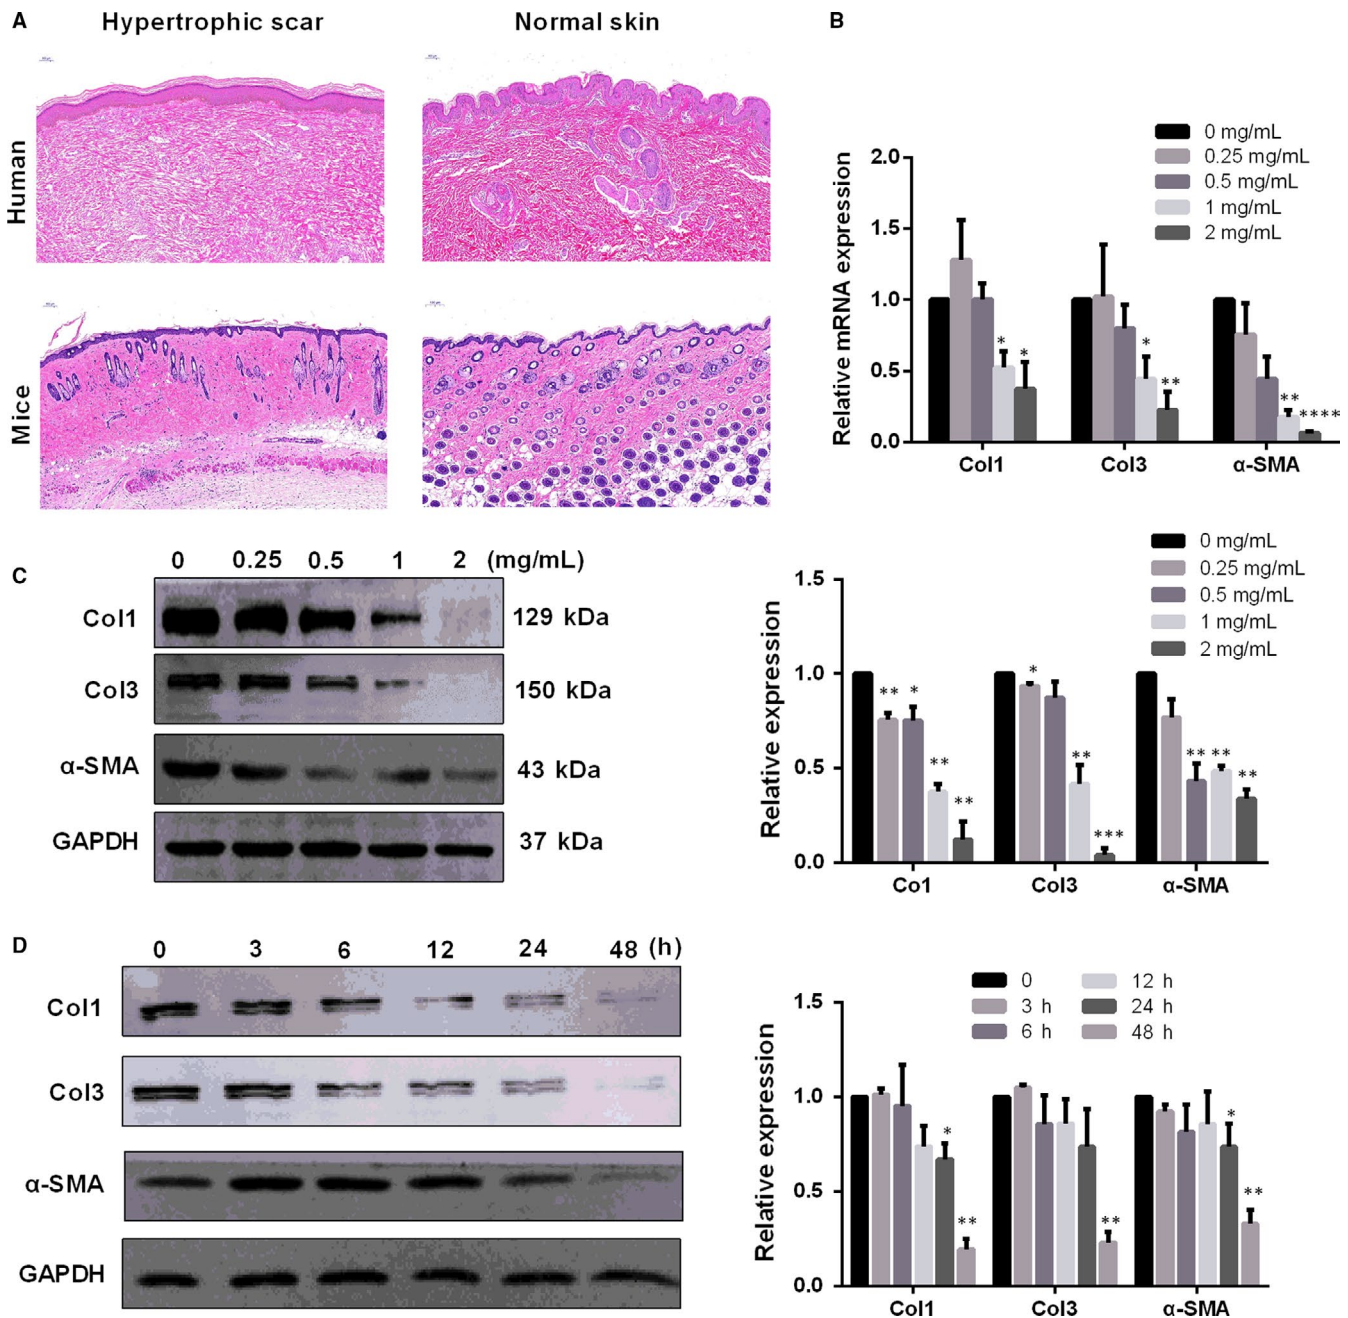 A
Hypertrophic scar
Normal skin
Human
Mice
B
0 mg/mL
0.25 mg/mL
0.5 mg/mL
1 mg/mL
2 mg/mL
Relative mRNA expression
2.0
1.5
1.0
0.5
0.0
* * * ** ** ****
Col1 Col3 α-SMA
C
0 0.25 0.5 1 2 (mg/mL)
Col1 129 kDa
Col3 150 kDa
α-SMA 43 kDa
GAPDH 37 kDa
0 mg/mL
0.25 mg/mL
0.5 mg/mL
1 mg/mL
2 mg/mL
Relative expression
1.5
1.0
0.5
0.0
** * ** ** * ** *** ** ** **
Co1 Col3 α-SMA
D
0 3 6 12 24 48 (h)
Col1
Col3
α-SMA
GAPDH
0 12 h
3 h 24 h
6 h 48 h
Relative expression
1.5
1.0
0.5
0.0
* ** ** * **
Col1 Col3 α-SMA